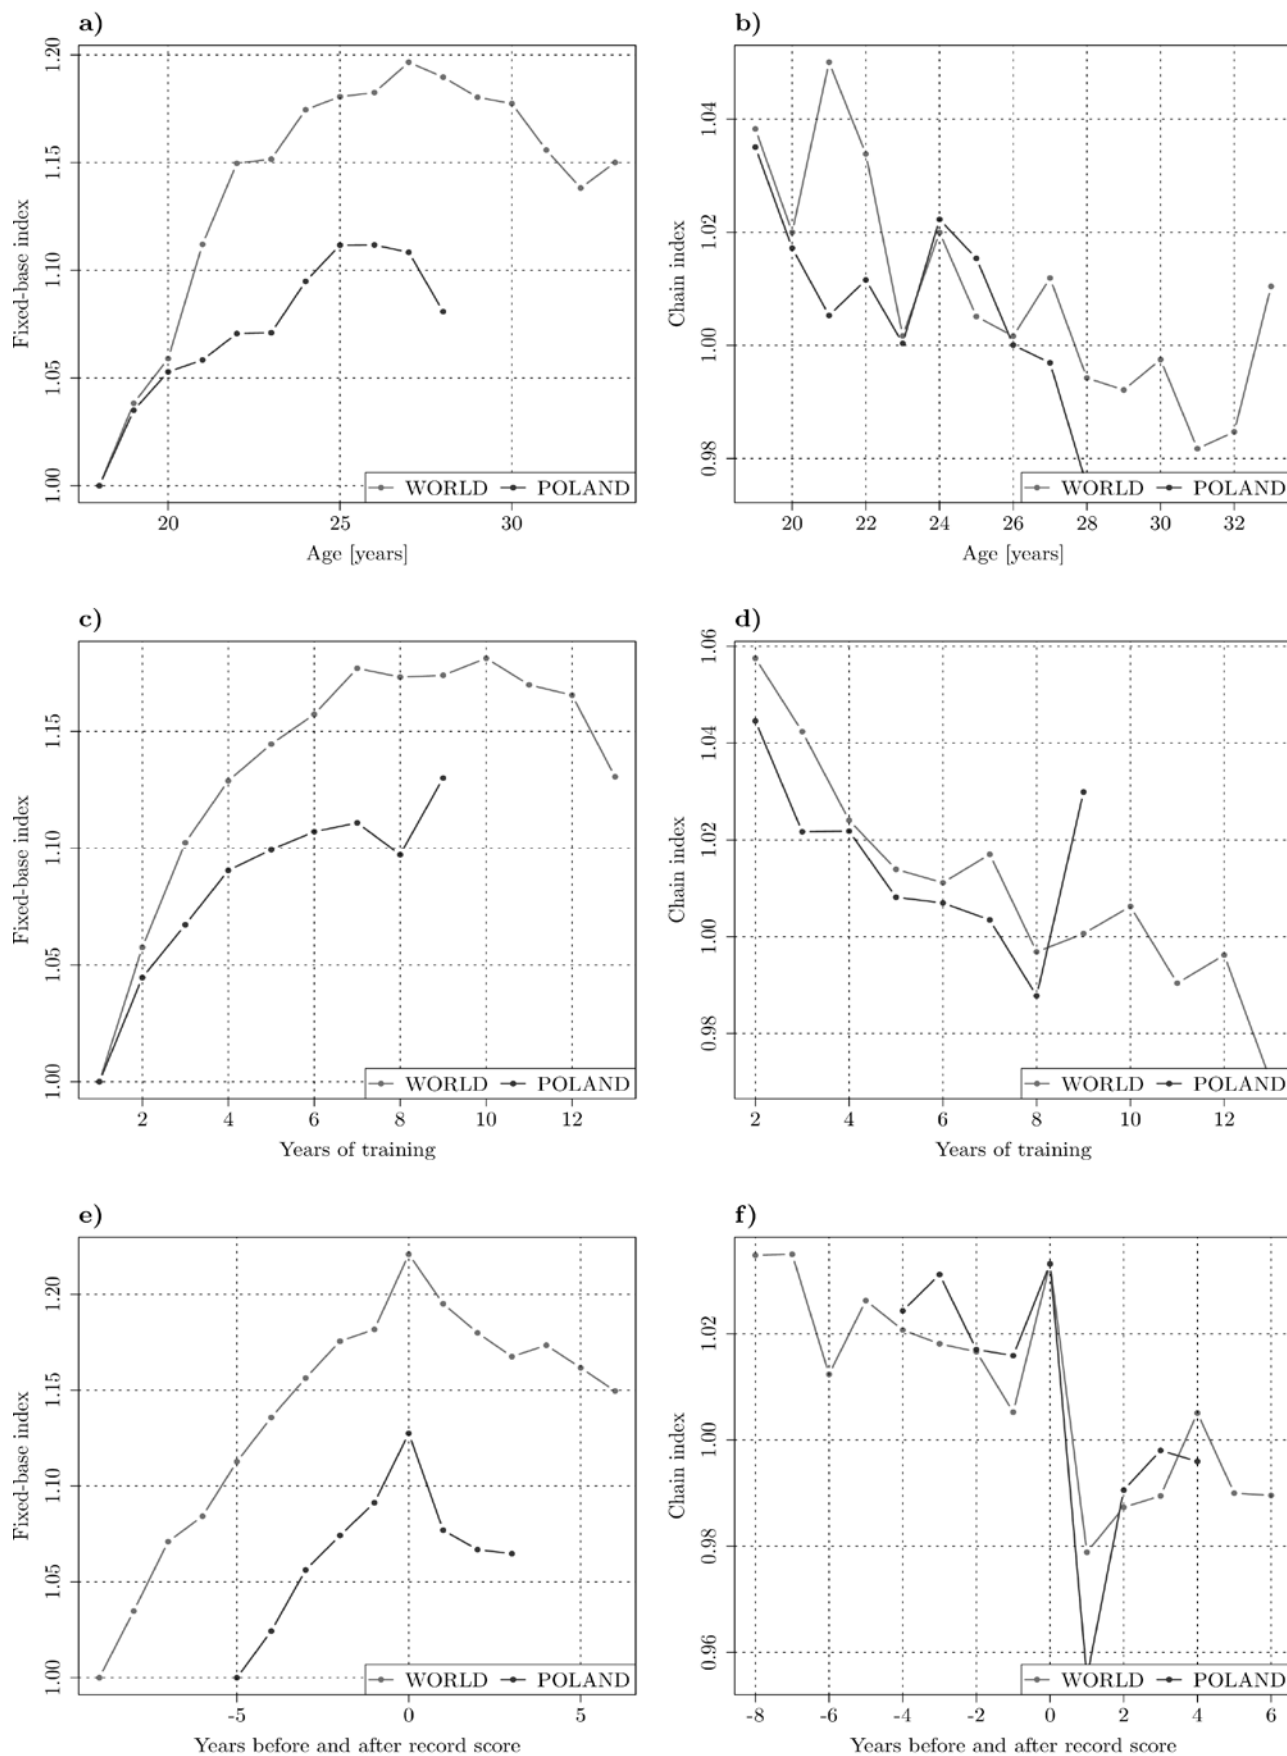 a)
Fixed-base index
1.00 1.05 1.10 1.15 1.20
WORLD POLAND
20 25 30
Age [years]
b)
Chain index
0.98 1.00 1.02 1.04
WORLD POLAND
20 22 24 26 28 30 32
Age [years]
c)
Fixed-base index
1.00 1.05 1.10 1.15
WORLD POLAND
2 4 6 8 10 12
Years of training
d)
Chain index
0.98 1.00 1.02 1.04 1.06
WORLD POLAND
2 4 6 8 10 12
Years of training
e)
Fixed-base index
1.00 1.05 1.10 1.15 1.20
WORLD POLAND
-5 0 5
Years before and after record score
f)
Chain index
0.96 0.98 1.00 1.02
WORLD POLAND
-8 -6 -4 -2 0 2 4 6
Years before and after record score